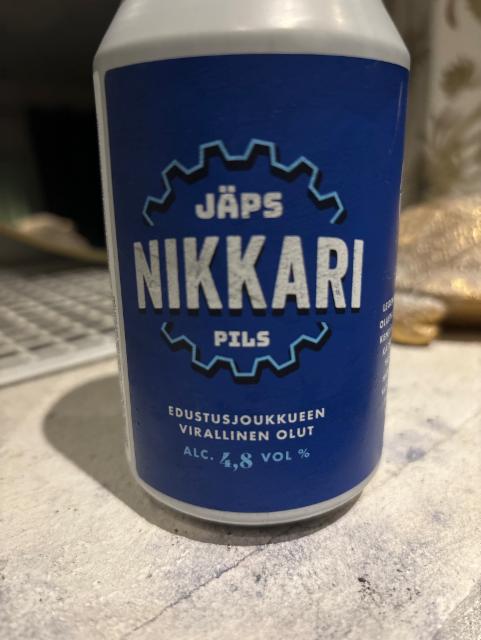 JÄPS
NIKKARI
PILS
EDUSTUSJOUKKUEEN
VIRALLINEN OLUT
ALC. 4,8 VOL %